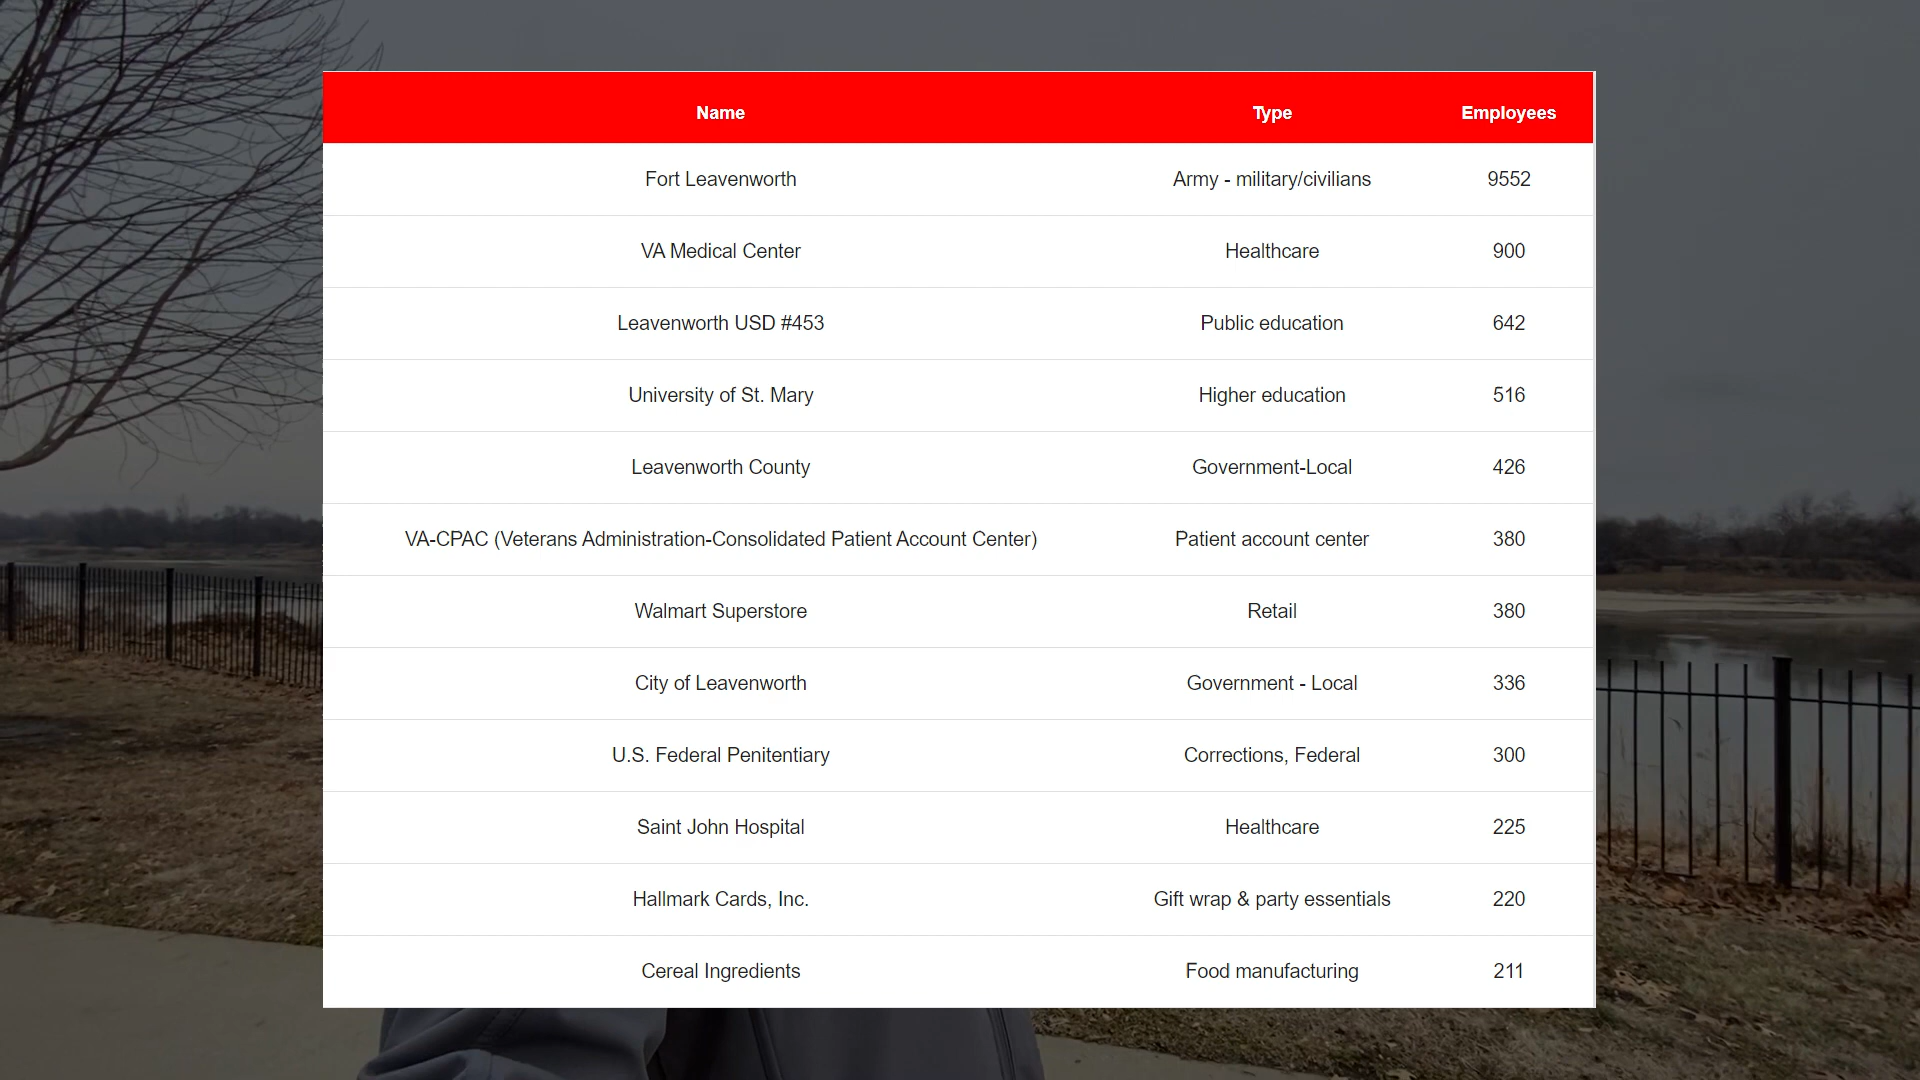 Name Type Employees
Fort Leavenworth Army - military/civilians 9552
VA Medical Center Healthcare 900
Leavenworth USD #453 Public education 642
University of St. Mary Higher education 516
Leavenworth County Government-Local 426
VA-CPAC (Veterans Administration-Consolidated Patient Account Center) Patient account center 380
Walmart Superstore Retail 380
City of Leavenworth Government - Local 336
U.S. Federal Penitentiary Corrections, Federal 300
Saint John Hospital Healthcare 225
Hallmark Cards, Inc. Gift wrap & party essentials 220
Cereal Ingredients Food manufacturing 211